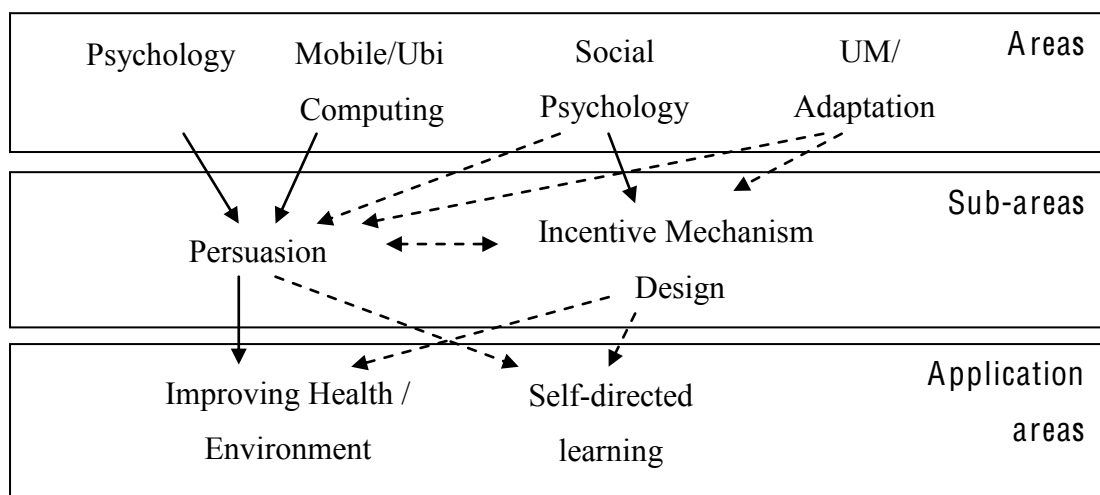 Areas
Psychology
Mobile/Ubi
Computing
Social
Psychology
UM/
Adaptation
Sub-areas
Persuasion
Incentive Mechanism
Design
Application
areas
Improving Health /
Environment
Self-directed
learning